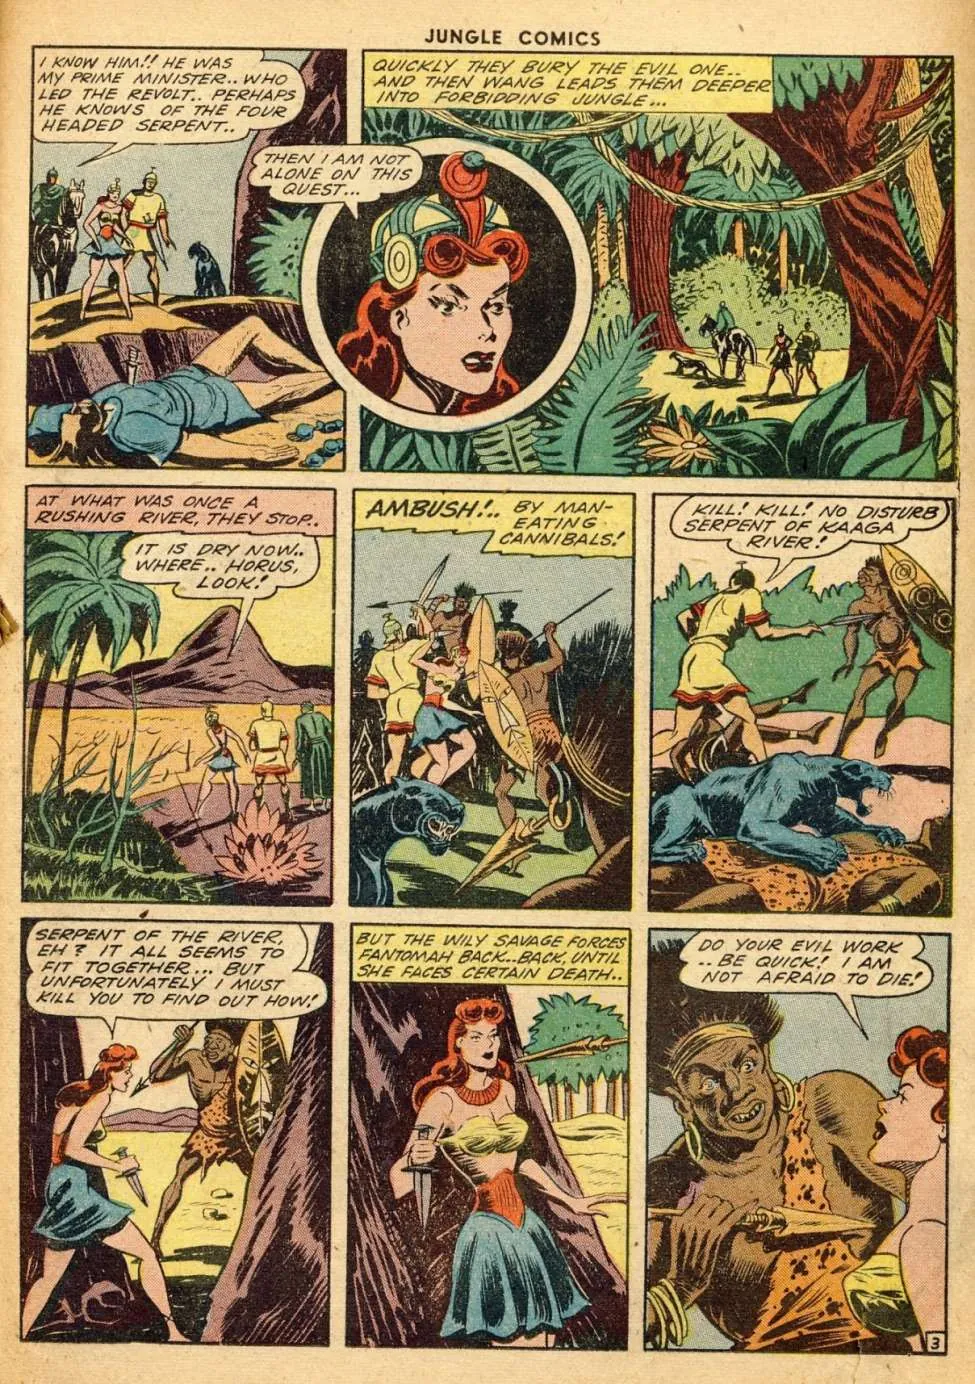 JUNGLE COMICS
I KNOW HIM!! HE WAS
MY PRIME MINISTER.. WHO
LED THE REVOLT.. PERHAPS
HE KNOWS OF THE FOUR
HEADED SERPENT..
THEN I AM NOT
ALONE ON THIS
QUEST...
QUICKLY THEY BURY THE EVIL ONE..
AND THEN WANG LEADS THEM DEEPER
INTO FORBIDDING JUNGLE...
AT WHAT WAS ONCE A
RUSHING RIVER, THEY STOP..
IT IS DRY NOW..
WHERE.. HORUS,
LOOK!
AMBUSH!.. BY MAN-
EATING
CANNIBALS!
KILL! KILL! NO DISTURB
SERPENT OF KAAGA
RIVER!
SERPENT OF THE RIVER,
EH? IT ALL SEEMS TO
FIT TOGETHER... BUT
UNFORTUNATELY I MUST
KILL YOU TO FIND OUT HOW!
BUT THE WILY SAVAGE FORCES
FANTOMAH BACK..BACK, UNTIL
SHE FACES CERTAIN DEATH..
DO YOUR EVIL WORK
.. BE QUICK! I AM
NOT AFRAID TO DIE!
3